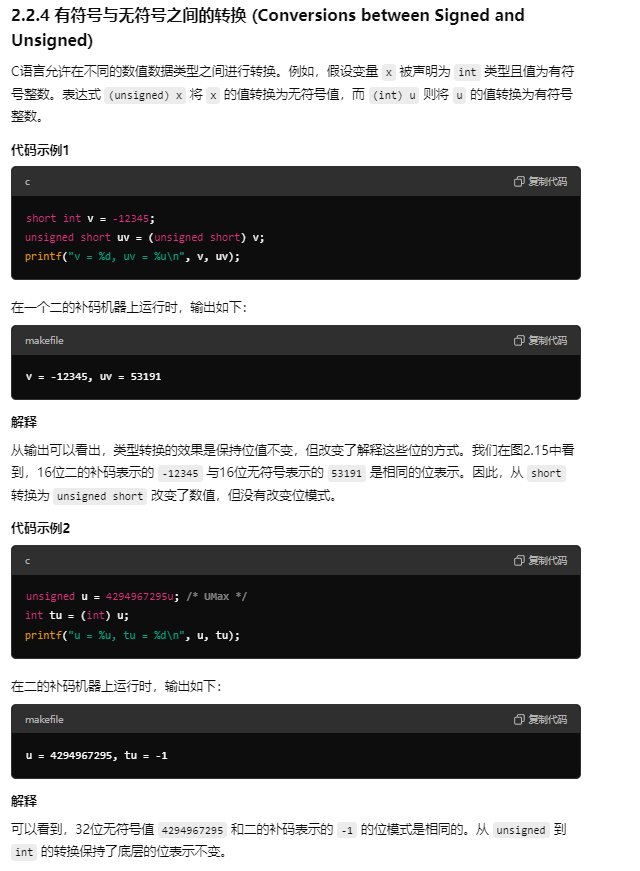 2.2.4 有符号与无符号之间的转换 (Conversions between Signed and
Unsigned)
C语言允许在不同的数值数据类型之间进行转换。例如，假设变量 x 被声明为 int 类型且值为有符
号整数。表达式 (unsigned) x 将 x 的值转换为无符号值，而 (int) u 则将 u 的值转换为有符号
整数。
代码示例1
c 复制代码
short int v = -12345;
unsigned short uv = (unsigned short) v;
printf("v = %d, uv = %u\n", v, uv);
在一个二的补码机器上运行时，输出如下：
makefile 复制代码
v = -12345, uv = 53191
解释
从输出可以看出，类型转换的效果是保持位值不变，但改变了解释这些位的方式。我们在图2.15中看
到，16位二的补码表示的 -12345 与16位无符号表示的 53191 是相同的位表示。因此，从 short
转换为 unsigned short 改变了数值，但没有改变位模式。
代码示例2
c 复制代码
unsigned u = 4294967295u; /* UMax */
int tu = (int) u;
printf("u = %u, tu = %d\n", u, tu);
在二的补码机器上运行时，输出如下：
makefile 复制代码
u = 4294967295, tu = -1
解释
可以看到，32位无符号值 4294967295 和二的补码表示的 -1 的位模式是相同的。从 unsigned 到
int 的转换保持了底层的位表示不变。